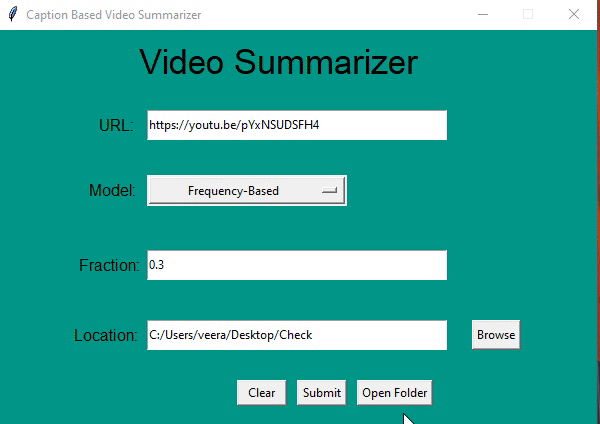 Caption Based Video Summarizer
Video Summarizer
URL: https://youtu.be/pYxNSUDSFH4
Model: Frequency-Based
Fraction: 0.3
Location: C:/Users/veera/Desktop/Check Browse
Clear Submit Open Folder